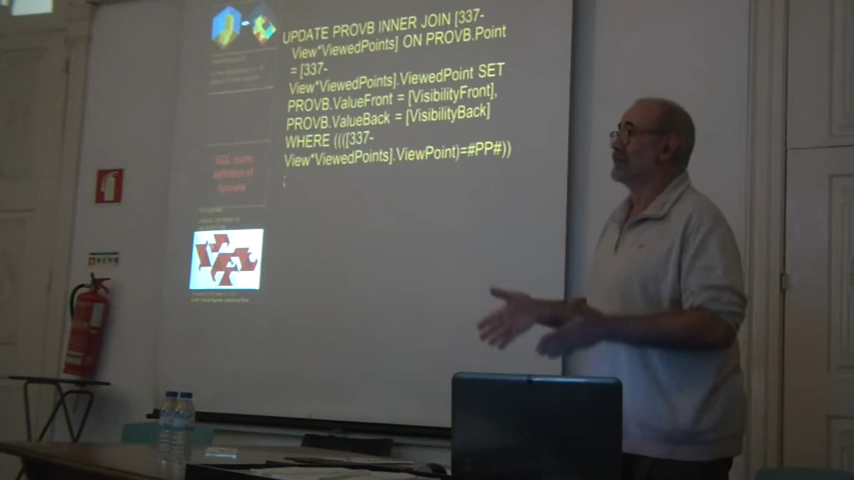 UPDATE PROVB INNER JOIN [337-
View*ViewedPoints] ON PROVB.Point
= [337-
View*ViewedPoints].ViewedPoint SET
PROVB.ValueFront = [VisibilityFront],
PROVB.ValueBack = [VisibilityBack]
WHERE ((([337-
View*ViewedPoints].ViewPoint)=#PP#))
;
SQL query
definition of